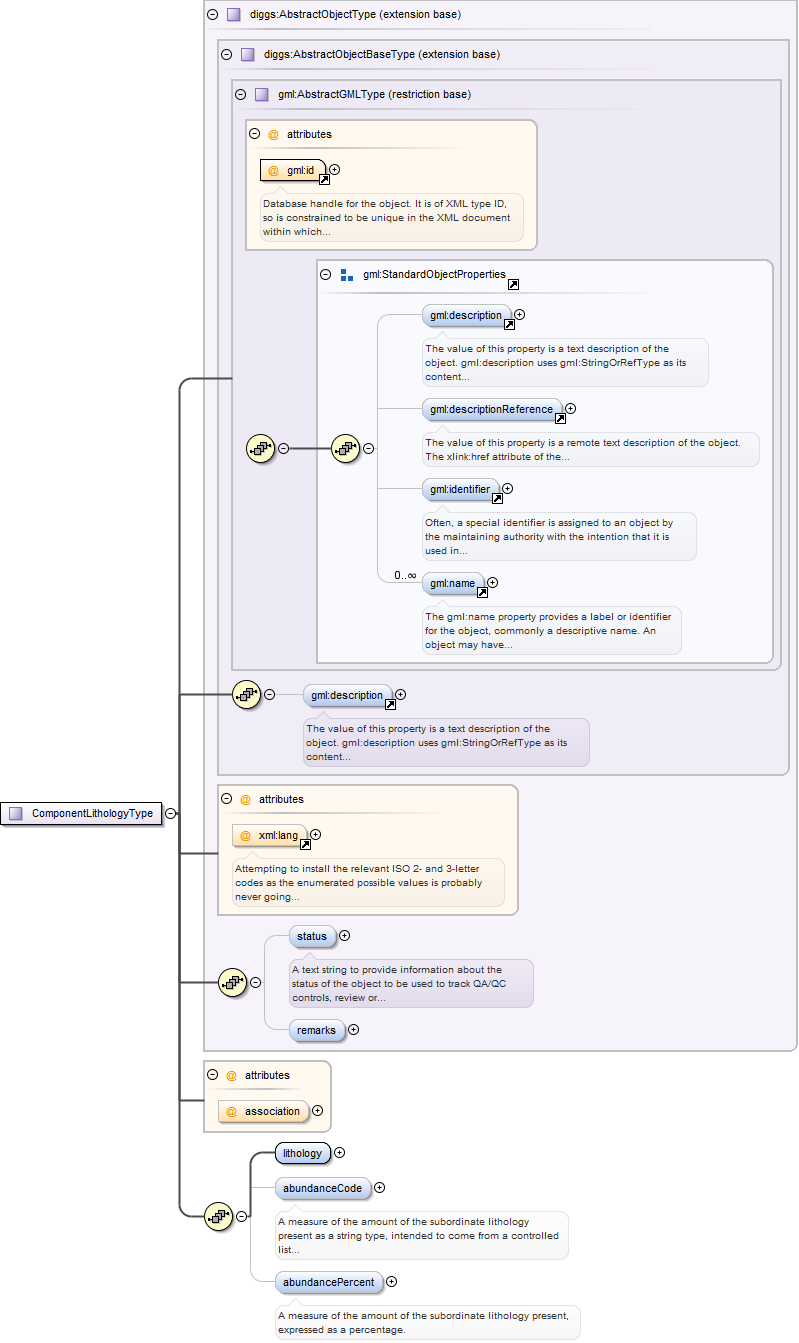 diggs:AbstractObjectType (extension base)
diggs:AbstractObjectBaseType (extension base)
gml:AbstractGMLType (restriction base)
@ attributes
@ gml:id
Database handle for the object. It is of XML type ID,
so is constrained to be unique in the XML document
within which...
gml:StandardObjectProperties
gml:description
The value of this property is a text description of the
object. gml:description uses gml:StringOrRefType as its
content...
gml:descriptionReference
The value of this property is a remote text description of the object.
The xlink:href attribute of the...
gml:identifier
Often, a special identifier is assigned to an object by
the maintaining authority with the intention that it is
used in...
0..∞
gml:name
The gml:name property provides a label or identifier
for the object, commonly a descriptive name. An
object may have...
gml:description
The value of this property is a text description of the
object. gml:description uses gml:StringOrRefType as its
content...
ComponentLithologyType
@ attributes
@ xml:lang
Attempting to install the relevant ISO 2- and 3-letter
codes as the enumerated possible values is probably
never going...
status
A text string to provide information about the
status of the object to be used to track QA/QC
controls, review or...
remarks
@ attributes
@ association
lithology
abundanceCode
A measure of the amount of the subordinate lithology
present as a string type, intended to come from a controlled
list...
abundancePercent
A measure of the amount of the subordinate lithology present,
expressed as a percentage.